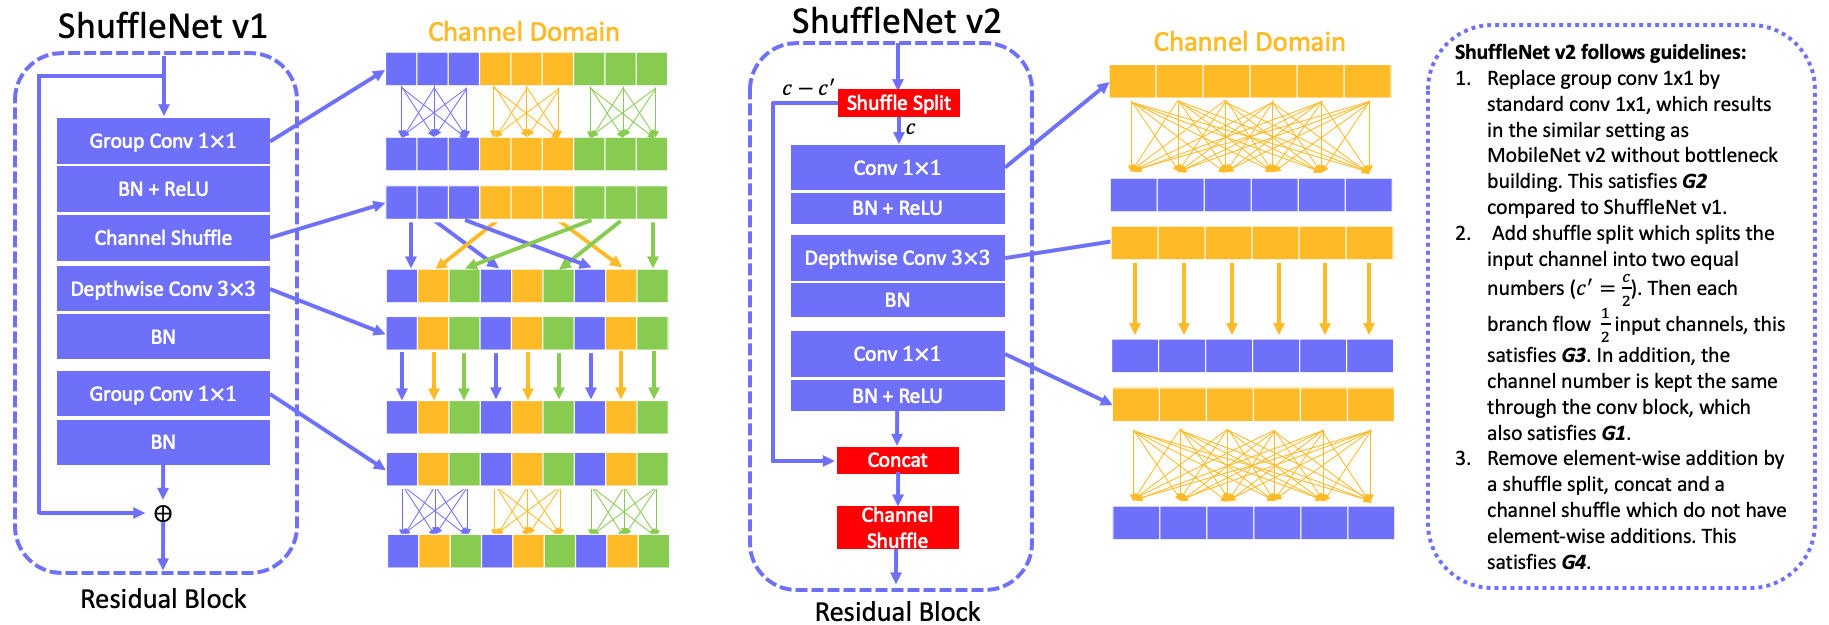 ShuffleNet v1
Channel Domain
Group Conv 1×1
BN + ReLU
Channel Shuffle
Depthwise Conv 3×3
BN
Group Conv 1×1
BN
⊕
Residual Block
ShuffleNet v2
Channel Domain
c − c′
Shuffle Split
c
Conv 1×1
BN + ReLU
Depthwise Conv 3×3
BN
Conv 1×1
BN + ReLU
Concat
Channel
Shuffle
Residual Block
ShuffleNet v2 follows guidelines:
1. Replace group conv 1x1 by
standard conv 1x1, which results
in the similar setting as
MobileNet v2 without bottleneck
building. This satisfies G2
compared to ShuffleNet v1.
2. Add shuffle split which splits the
input channel into two equal
numbers (c′ = c/2). Then each
branch flow 1/2 input channels, this
satisfies G3. In addition, the
channel number is kept the same
through the conv block, which
also satisfies G1.
3. Remove element-wise addition by
a shuffle split, concat and a
channel shuffle which do not have
element-wise additions. This
satisfies G4.